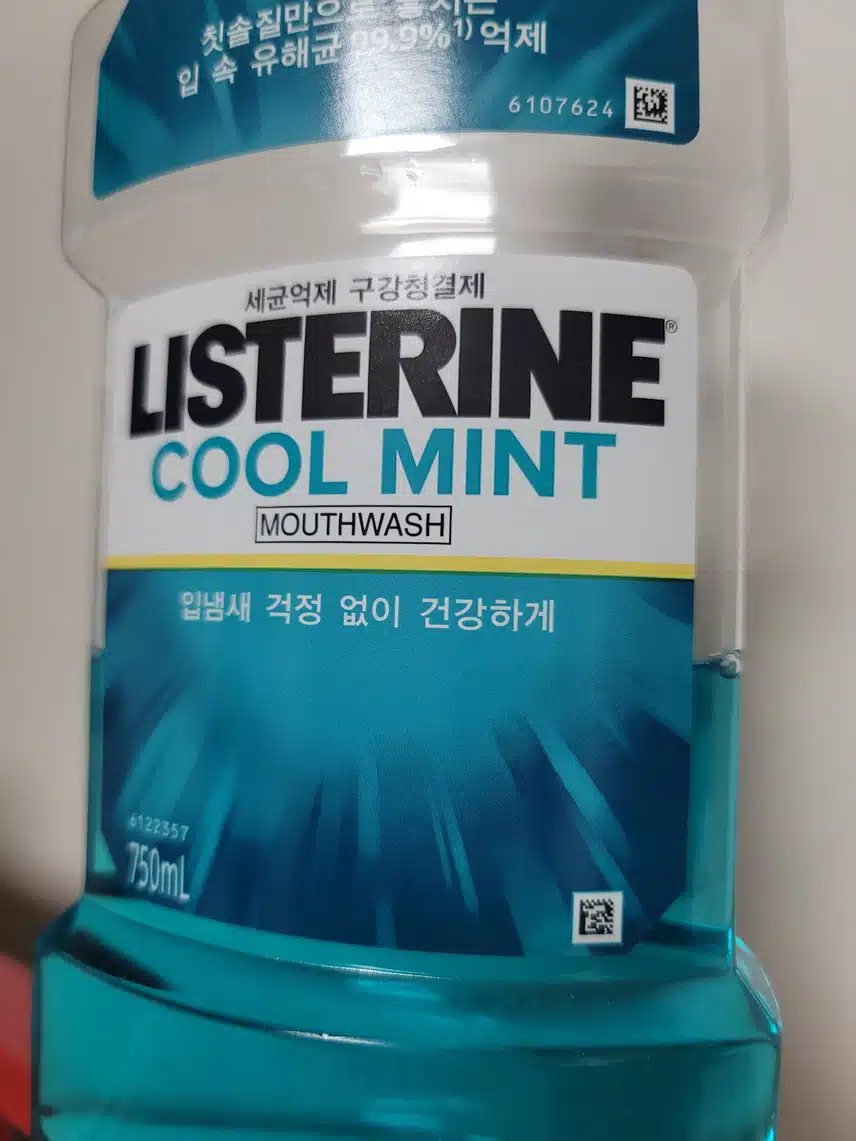 칫솔질만으로 놓치는
입 속 유해균 99.9%¹⁾ 억제
6107624
세균억제 구강청결제
LISTERINE®
COOL MINT
MOUTHWASH
입냄새 걱정 없이 건강하게
6122357
750mL